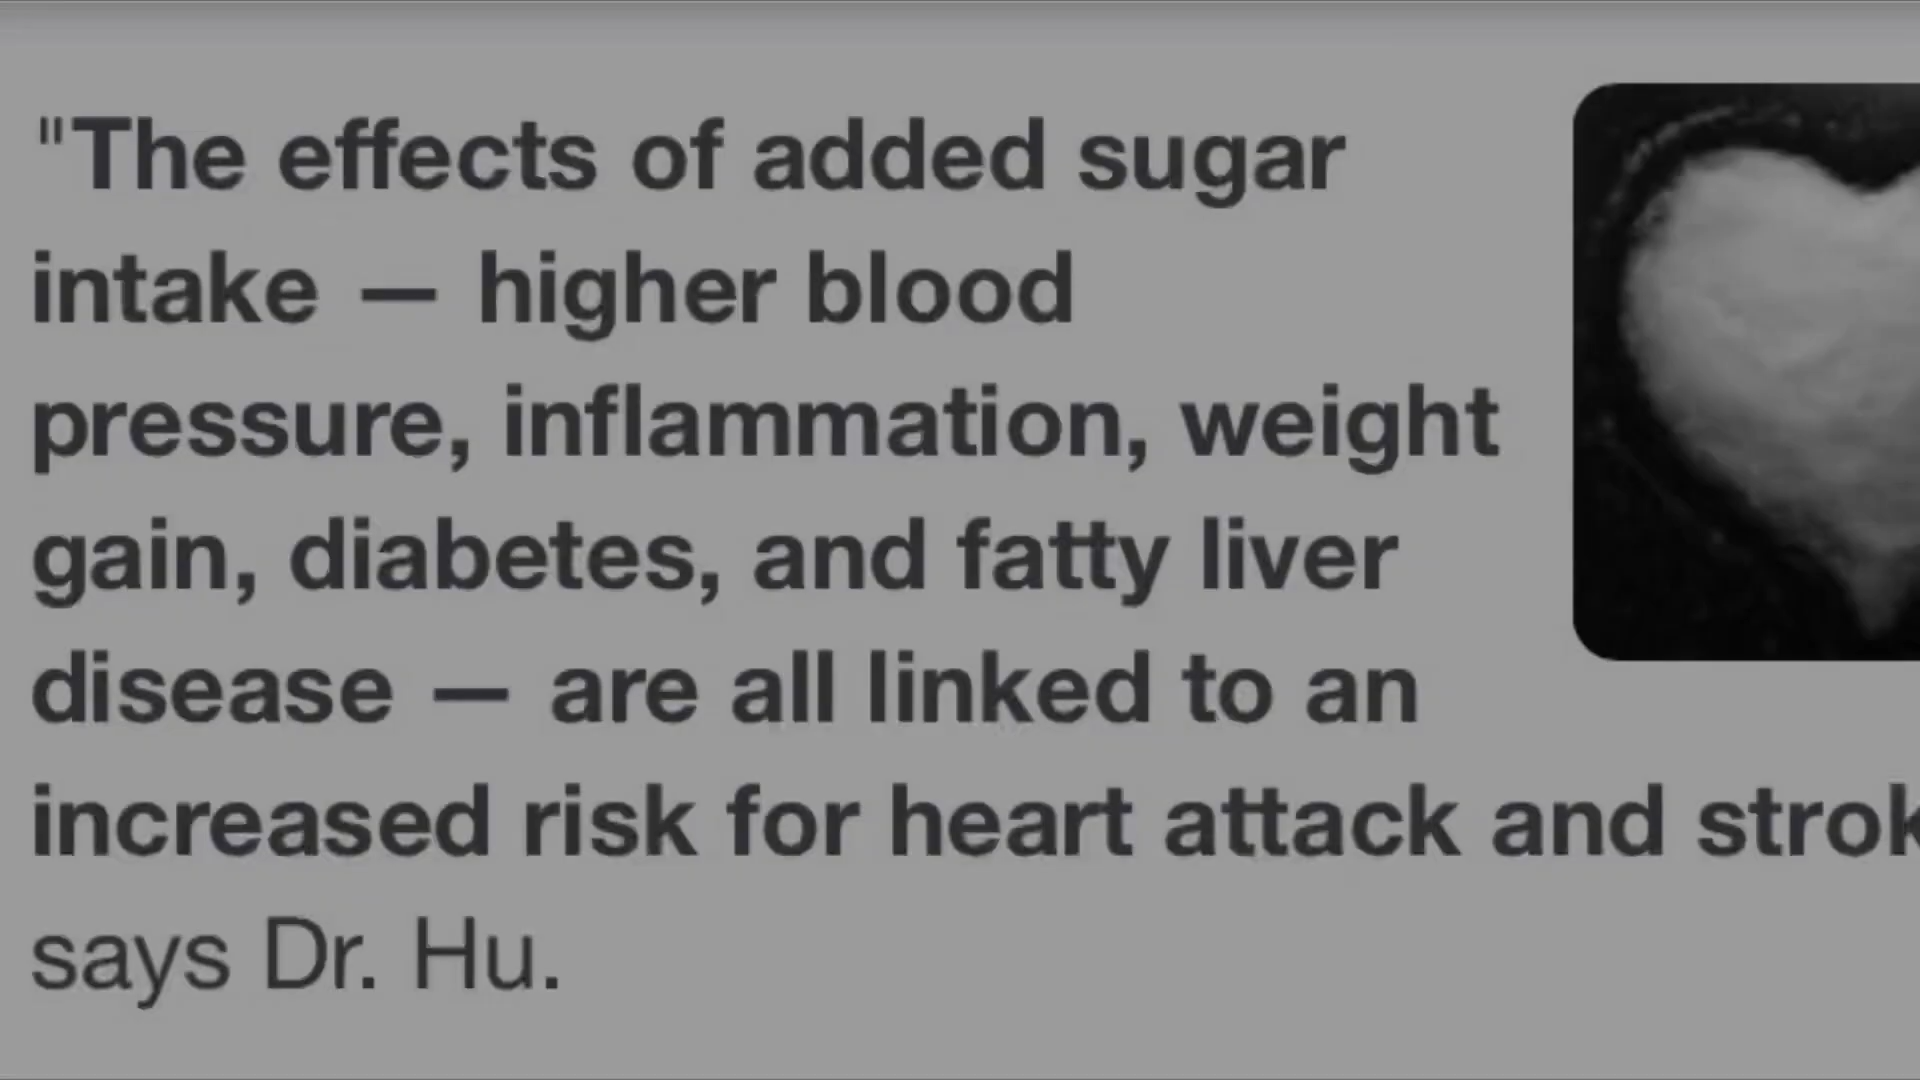 "The effects of added sugar
intake — higher blood
pressure, inflammation, weight
gain, diabetes, and fatty liver
disease — are all linked to an
increased risk for heart attack and strok
says Dr. Hu.